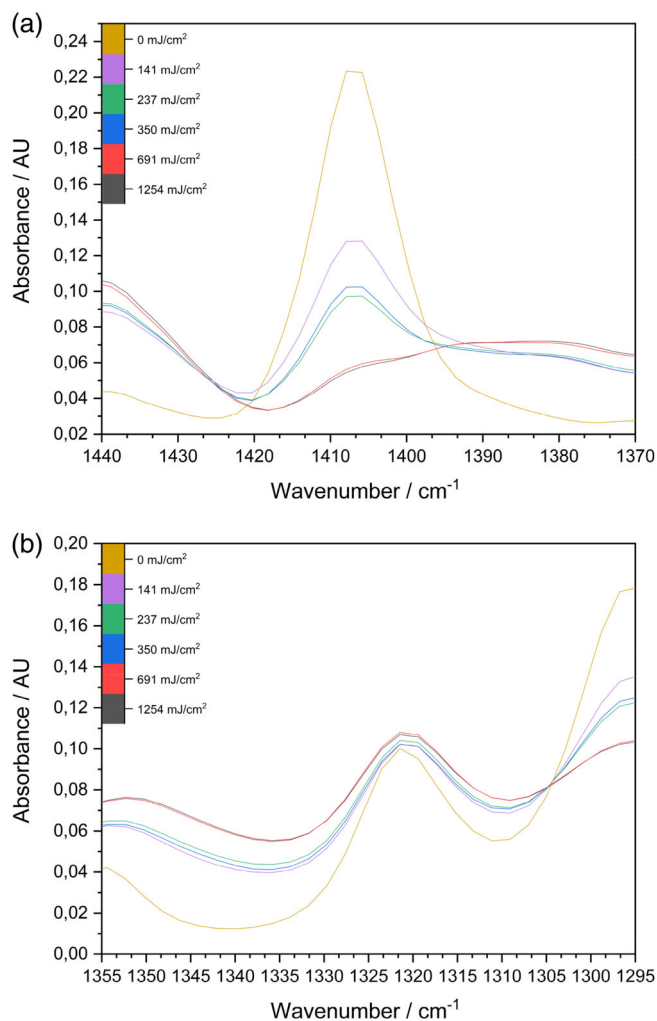 (a)
0,24
0,22
0,20
0,18
0,16
0,14
0,12
0,10
0,08
0,06
0,04
0,02
Absorbance / AU
0 mJ/cm²
141 mJ/cm²
237 mJ/cm²
350 mJ/cm²
691 mJ/cm²
1254 mJ/cm²
1440 1430 1420 1410 1400 1390 1380 1370
Wavenumber / cm⁻¹
(b)
0,20
0,18
0,16
0,14
0,12
0,10
0,08
0,06
0,04
0,02
0,00
Absorbance / AU
0 mJ/cm²
141 mJ/cm²
237 mJ/cm²
350 mJ/cm²
691 mJ/cm²
1254 mJ/cm²
1355 1350 1345 1340 1335 1330 1325 1320 1315 1310 1305 1300 1295
Wavenumber / cm⁻¹